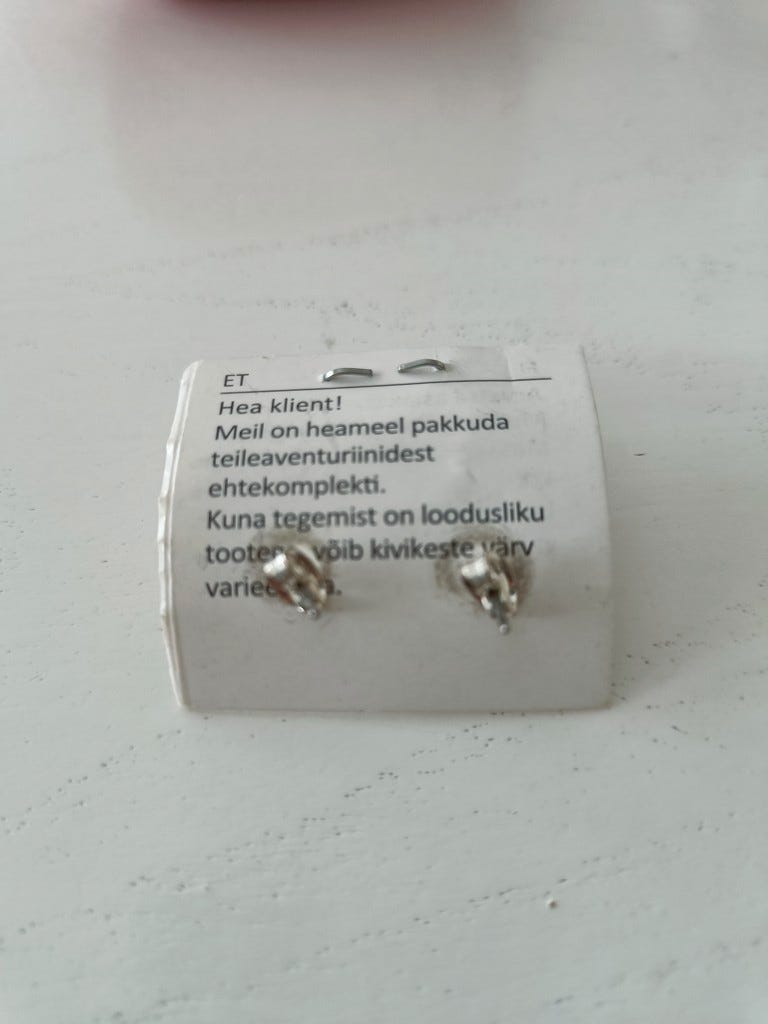 ET
Hea klient!
Meil on heameel pakkuda
teileaventuriinidest
ehtekomplekti.
Kuna tegemist on loodusliku
võib kivikeste värv